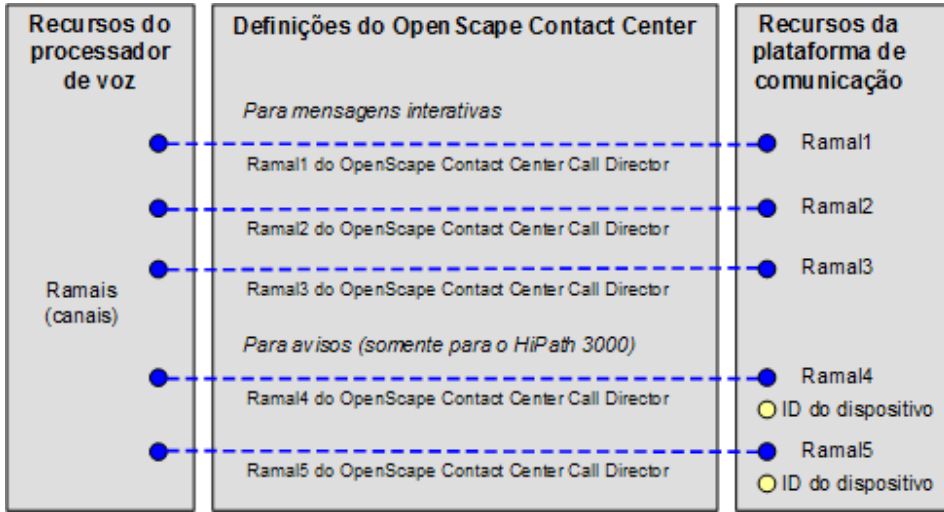 Recursos do
processador
de voz
Ramais
(canais)
Definições do OpenScape Contact Center
Para mensagens interativas
Ramal1 do OpenScape Contact Center Call Director
Ramal2 do OpenScape Contact Center Call Director
Ramal3 do OpenScape Contact Center Call Director
Para avisos (somente para o HiPath 3000)
Ramal4 do OpenScape Contact Center Call Director
Ramal5 do OpenScape Contact Center Call Director
Recursos da
plataforma de
comunicação
Ramal1
Ramal2
Ramal3
Ramal4
ID do dispositivo
Ramal5
ID do dispositivo